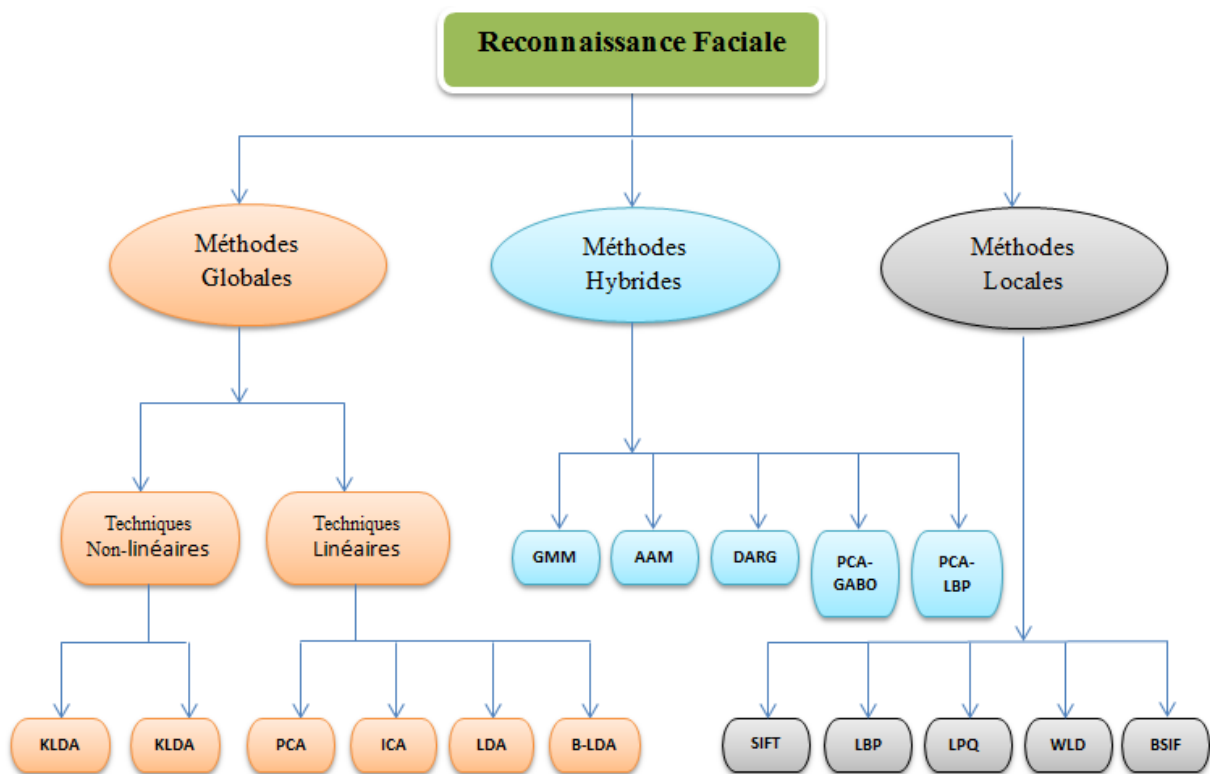 Reconnaissance Faciale
Méthodes
Globales
Méthodes
Hybrides
Méthodes
Locales
Techniques
Non-linéaires
Techniques
Linéaires
GMM
AAM
DARG
PCA-
GABO
PCA-
LBP
KLDA
KLDA
PCA
ICA
LDA
B-LDA
SIFT
LBP
LPQ
WLD
BSIF